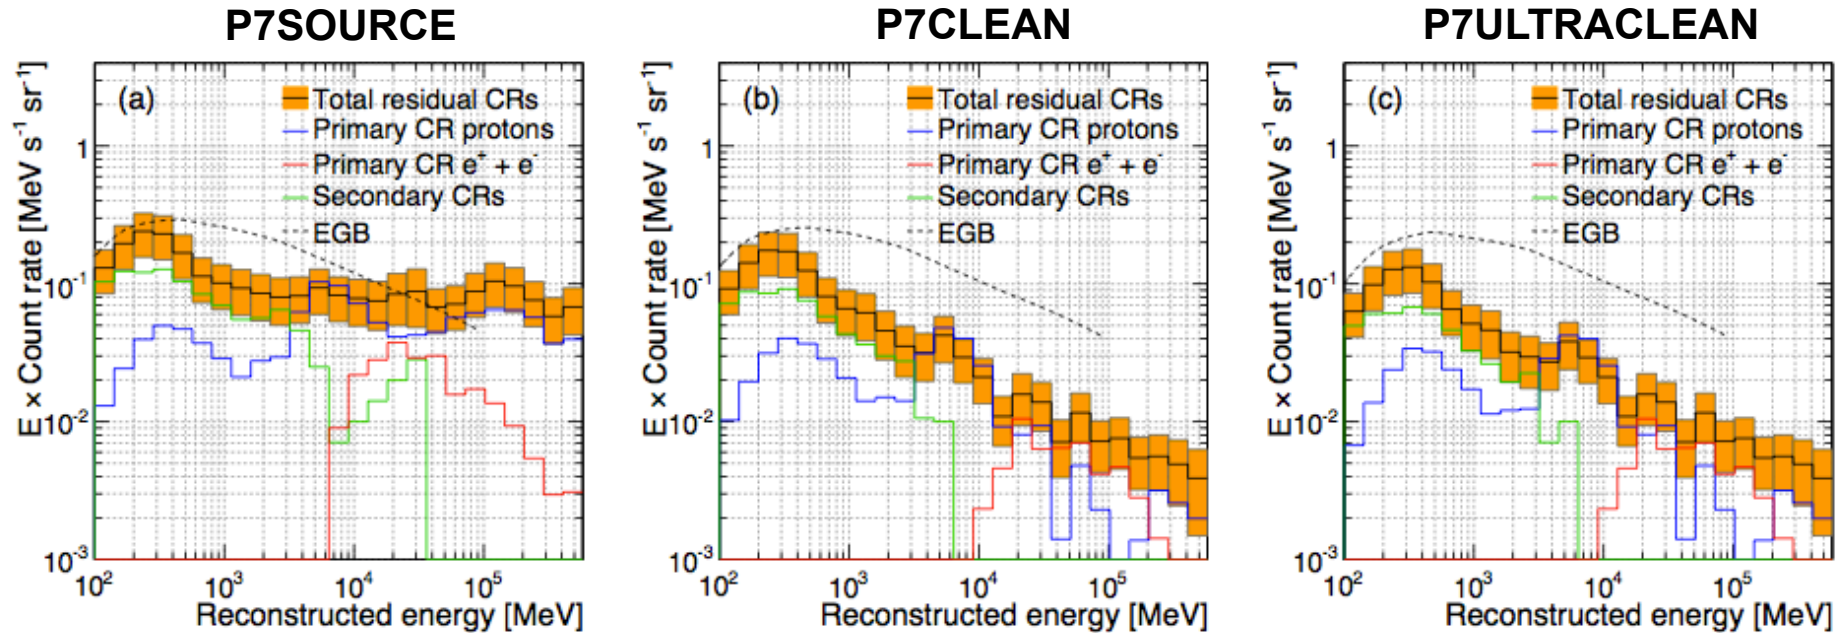 P7SOURCE
E × Count rate [MeV s⁻¹ sr⁻¹]
(a)
Total residual CRs
Primary CR protons
Primary CR e⁺ + e⁻
Secondary CRs
EGB
1
10⁻¹
10⁻²
10⁻³
10² 10³ 10⁴ 10⁵
Reconstructed energy [MeV]
P7CLEAN
E × Count rate [MeV s⁻¹ sr⁻¹]
(b)
Total residual CRs
Primary CR protons
Primary CR e⁺ + e⁻
Secondary CRs
EGB
1
10⁻¹
10⁻²
10⁻³
10² 10³ 10⁴ 10⁵
Reconstructed energy [MeV]
P7ULTRACLEAN
E × Count rate [MeV s⁻¹ sr⁻¹]
(c)
Total residual CRs
Primary CR protons
Primary CR e⁺ + e⁻
Secondary CRs
EGB
1
10⁻¹
10⁻²
10⁻³
10² 10³ 10⁴ 10⁵
Reconstructed energy [MeV]